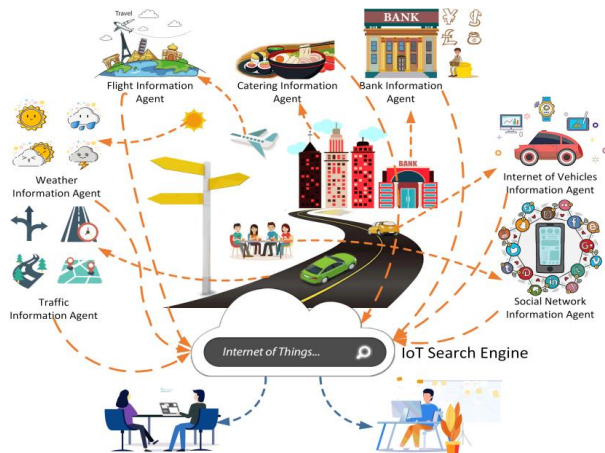 Travel
BANK
Flight Information
Agent
Catering Information
Agent
Bank Information
Agent
Weather
Information Agent
BANK
Internet of Vehicles
Information Agent
Traffic
Information Agent
Social Network
Information Agent
Internet of Things...
IoT Search Engine